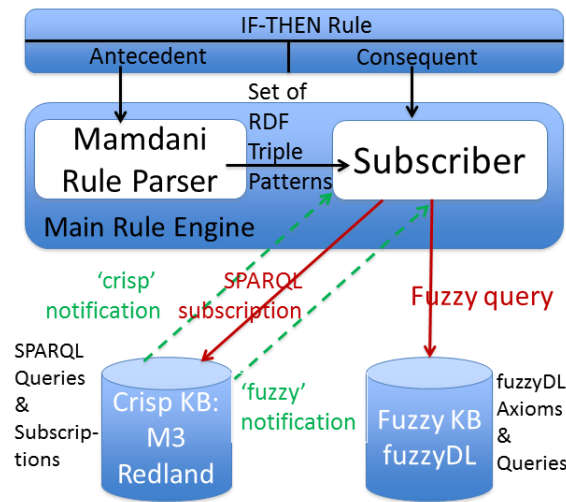 IF-THEN Rule
Antecedent
Consequent
Set of
RDF
Triple
Patterns
Mamdani
Rule Parser
Subscriber
Main Rule Engine
‘crisp’
notification
SPARQL
subscription
Fuzzy query
SPARQL
Queries
&
Subscrip-
tions
Crisp KB:
M3
Redland
‘fuzzy’
notification
Fuzzy KB
fuzzyDL
fuzzyDL
Axioms
&
Queries